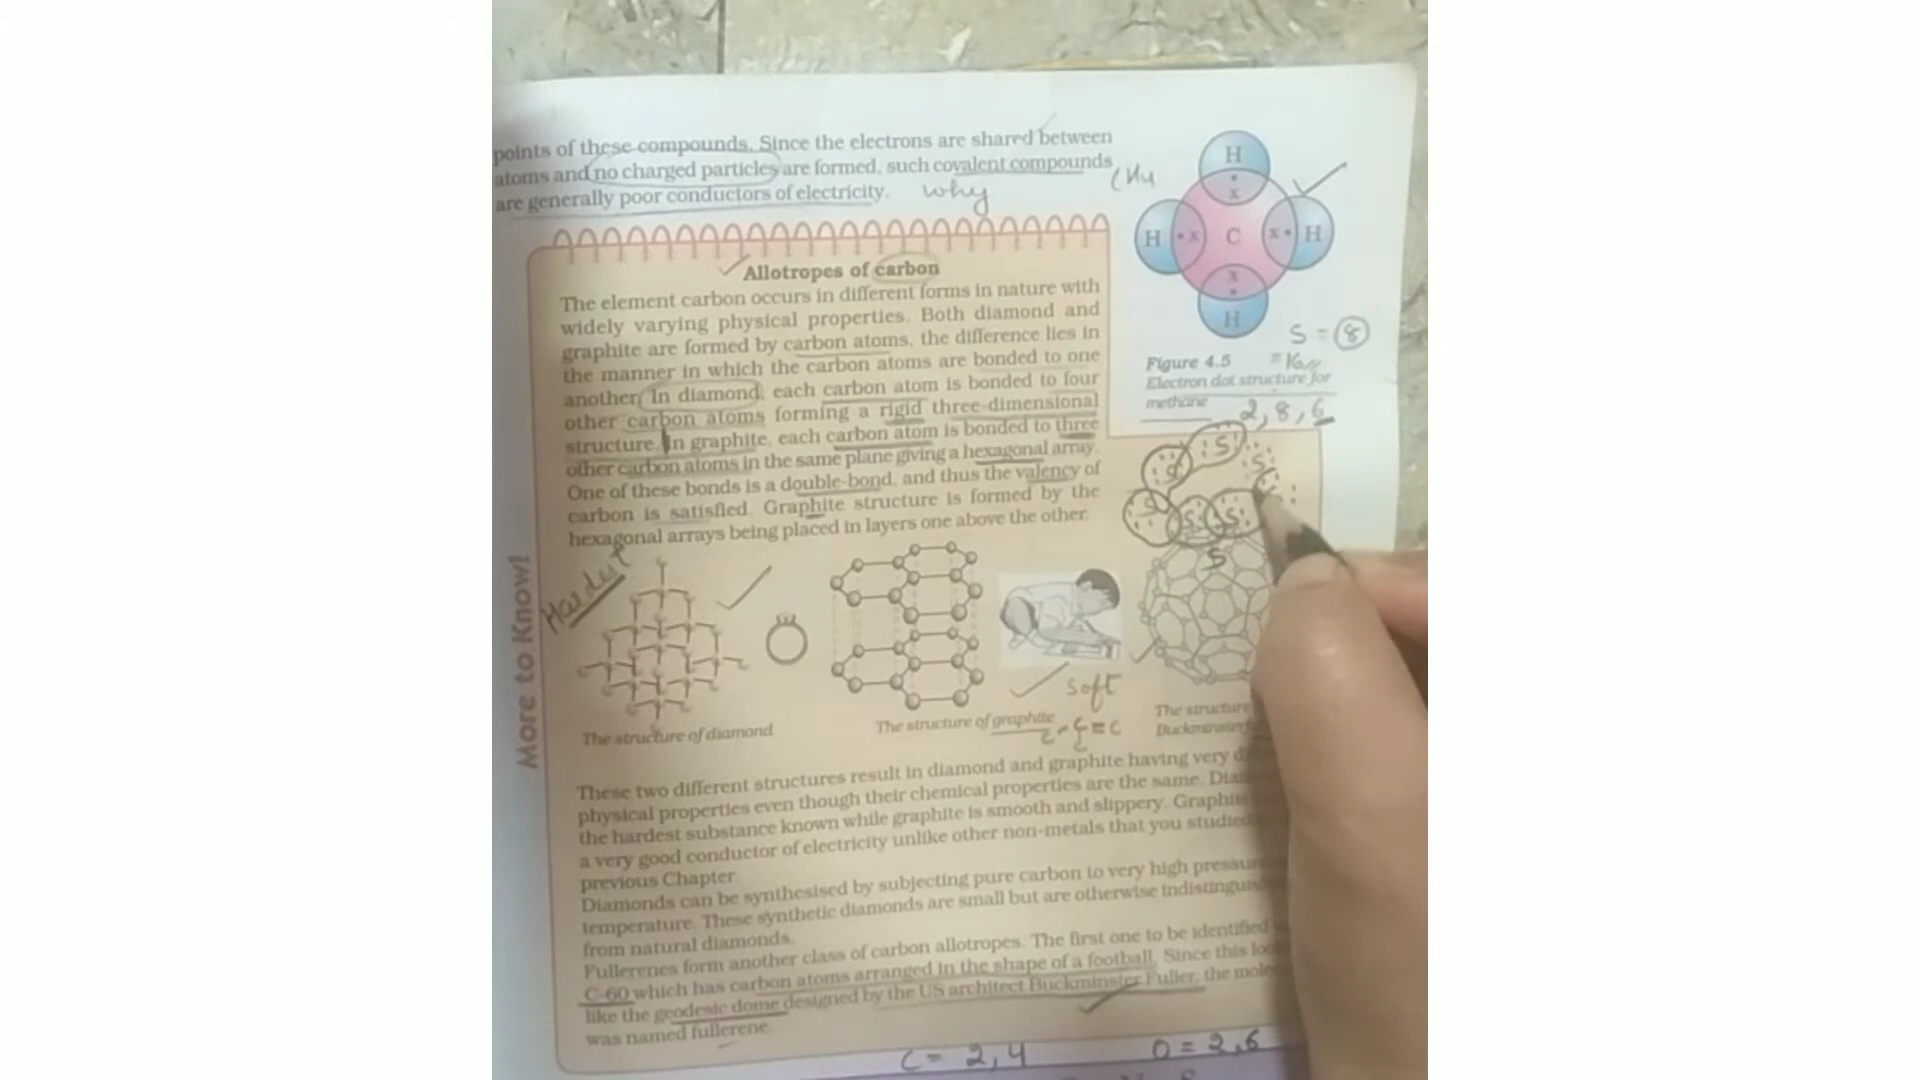 points of these compounds. Since the electrons are shared between
atoms and no charged particles are formed, such covalent compounds
are generally poor conductors of electricity.
why
CH4
H
H
C
H
H
Figure 4.5
Electron dot structure for
methane
S = 8
= 16
2, 8, 6
S
S
S
S
S
S
Allotropes of carbon
The element carbon occurs in different forms in nature with
widely varying physical properties. Both diamond and
graphite are formed by carbon atoms, the difference lies in
the manner in which the carbon atoms are bonded to one
another. In diamond, each carbon atom is bonded to four
other carbon atoms forming a rigid three-dimensional
structure. In graphite, each carbon atom is bonded to three
other carbon atoms in the same plane giving a hexagonal array.
One of these bonds is a double-bond, and thus the valency of
carbon is satisfied. Graphite structure is formed by the
hexagonal arrays being placed in layers one above the other.
Hardest
More to Know!
soft
The structure of diamond
The structure of graphite
C - C = C
C
The structure
Buckminster
These two different structures result in diamond and graphite having very
physical properties even though their chemical properties are the same.
the hardest substance known while graphite is smooth and slippery.
a very good conductor of electricity unlike other non-metals that you studied
previous Chapter.
Diamonds can be synthesised by subjecting pure carbon to very high
temperature. These synthetic diamonds are small but are otherwise
from natural diamonds.
Fullerenes form another class of carbon allotropes. The first one to be identified
C-60 which has carbon atoms arranged in the shape of a football. Since this
like the geodesic dome designed by the US architect Buckminster Fuller, the
was named fullerene.
C = 2, 4
O = 2, 6